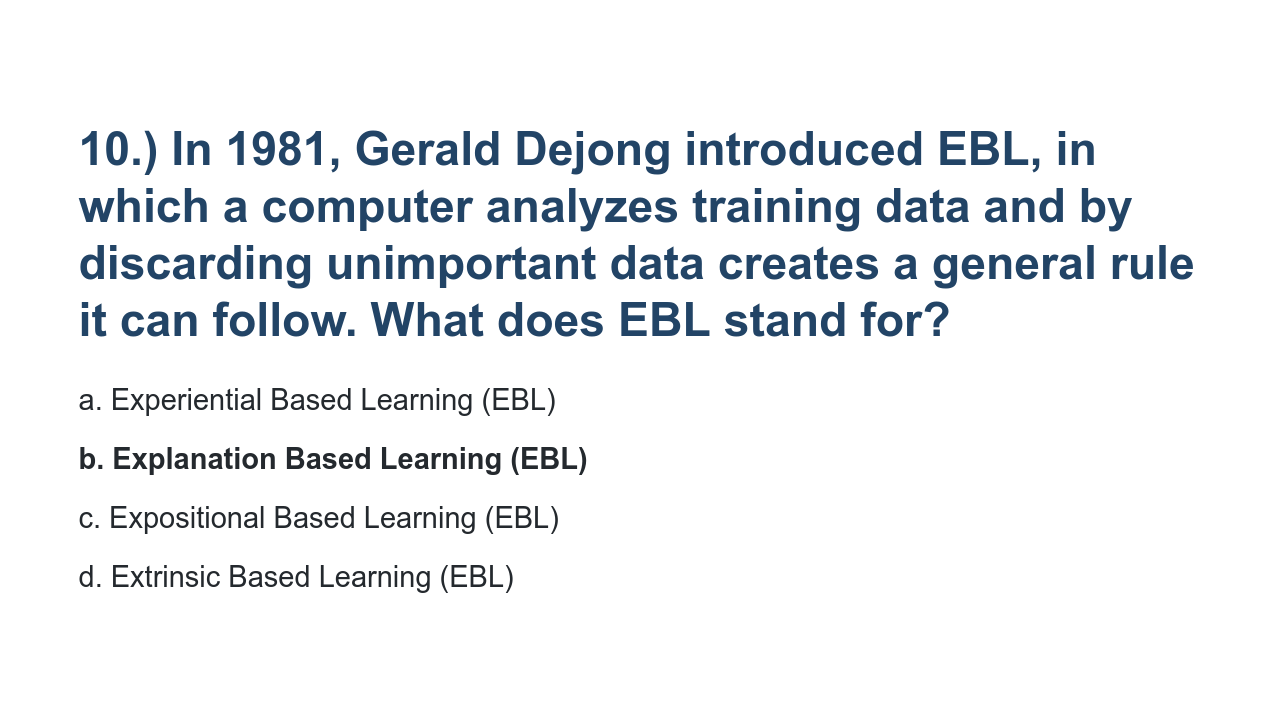 10.) In 1981, Gerald Dejong introduced EBL, in
which a computer analyzes training data and by
discarding unimportant data creates a general rule
it can follow. What does EBL stand for?
a. Experiential Based Learning (EBL)
b. Explanation Based Learning (EBL)
c. Expositional Based Learning (EBL)
d. Extrinsic Based Learning (EBL)